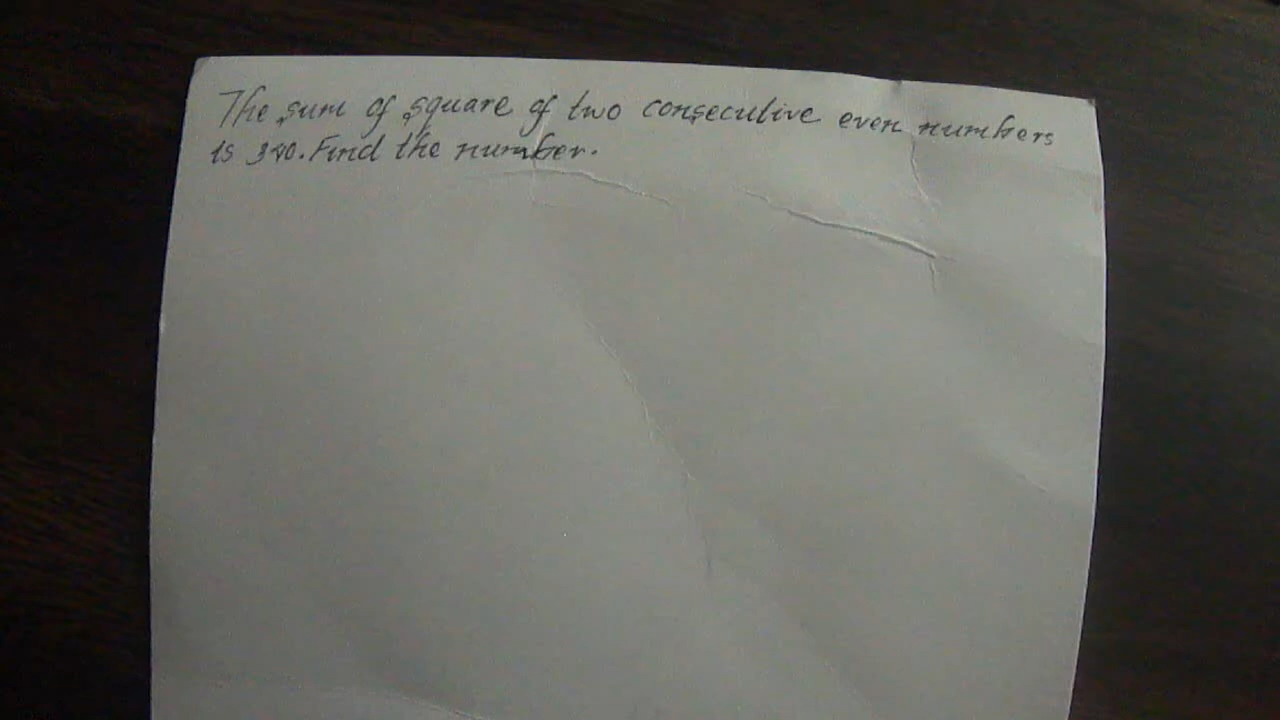 The sum of square of two consecutive even numbers
is 340. Find the number.